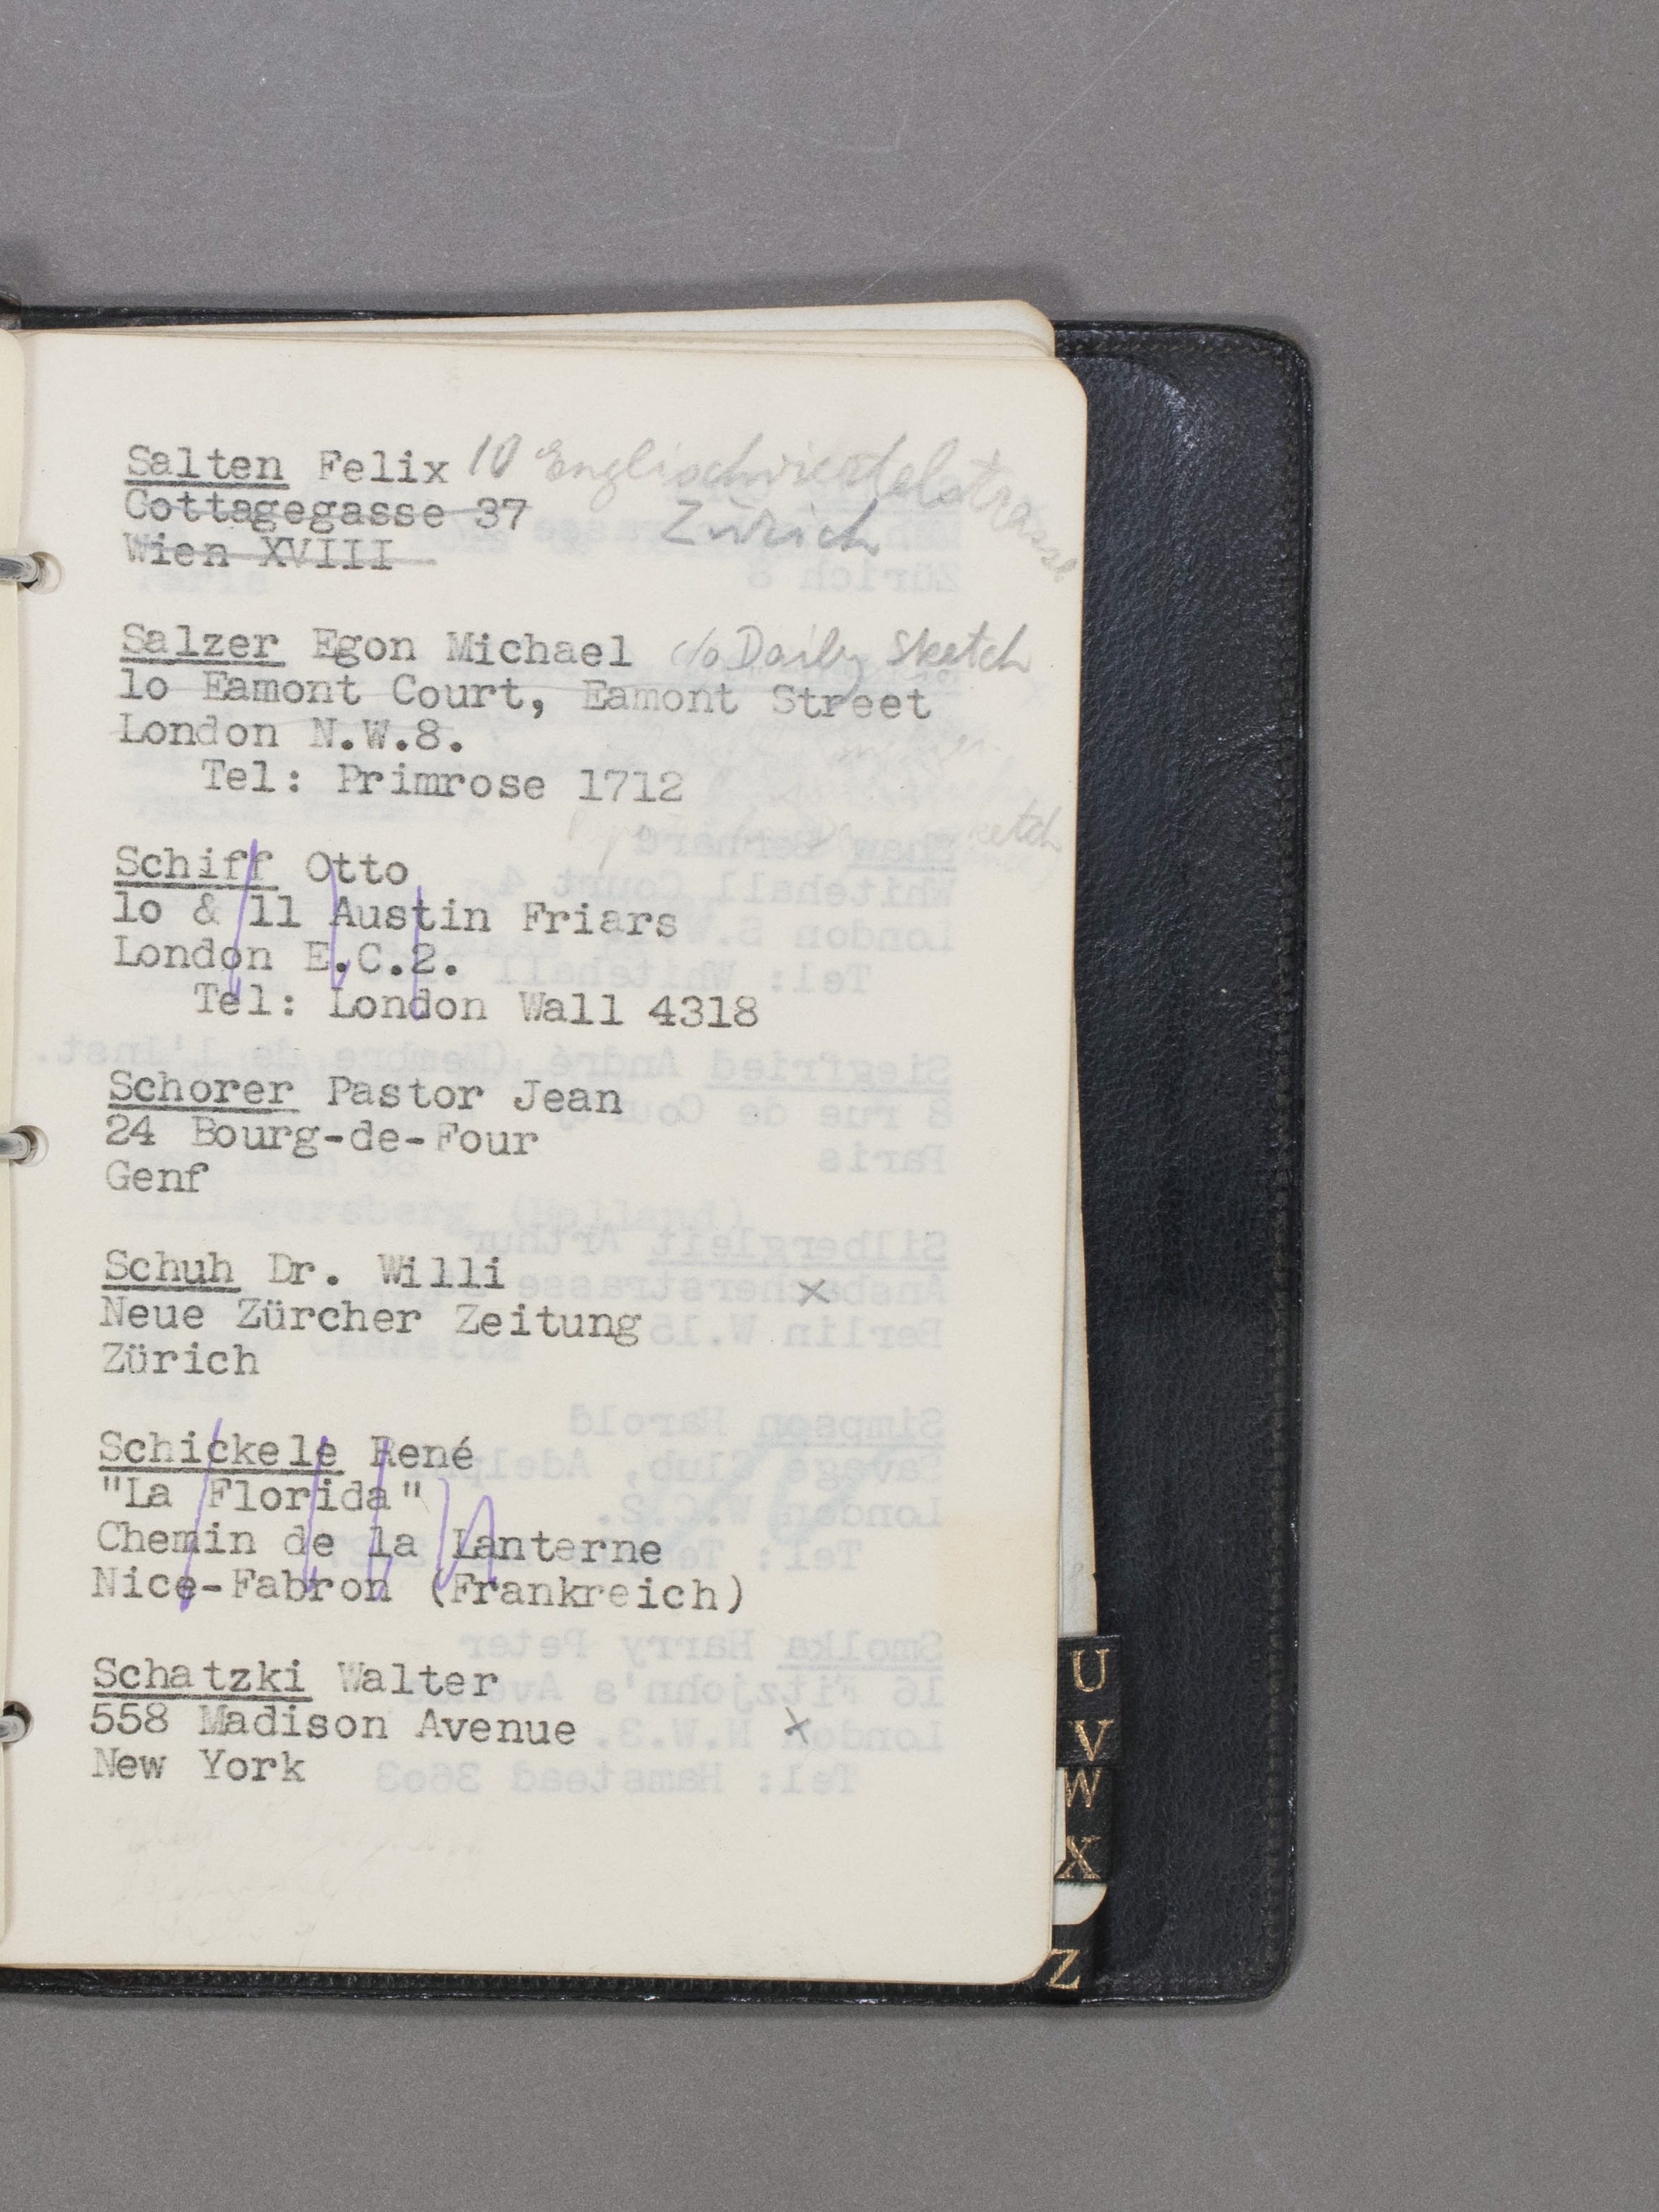 Salten Felix 10 Englischviertelstrasse
Cottagegasse 37 Zürich
Wien XVIII
Salzer Egon Michael c/o Daily Sketch
lo Eamont Court, Eamont Street
London N.W.8.
Tel: Primrose 1712
Schiff Otto
lo & 11 Austin Friars
London E.C.2.
Tel: London Wall 4318
Schorer Pastor Jean
24 Bourg-de-Four
Genf
Schuh Dr. Willi x
Neue Zürcher Zeitung
Zürich
Schickele René
"La Florida"
Chemin de la Lanterne
Nice-Fabron (Frankreich)
Schatzki Walter
558 Madison Avenue x
New York
U
V
W
X
Z